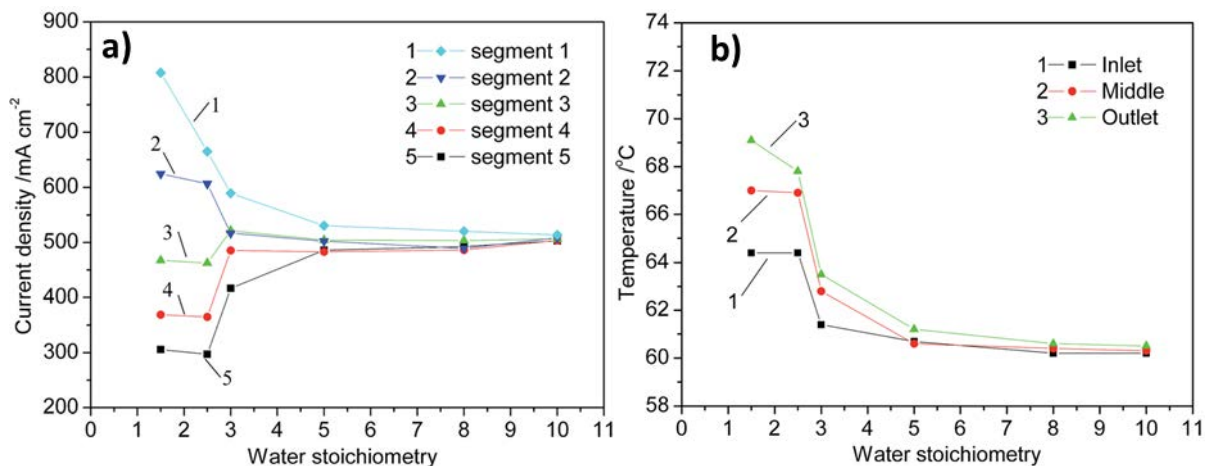 a)
1 segment 1
2 segment 2
3 segment 3
4 segment 4
5 segment 5
900
800
700
600
500
400
300
200
1
2
3
4
5
Current density /mA cm⁻²
0 1 2 3 4 5 6 7 8 9 10 11
Water stoichiometry
b)
1 Inlet
2 Middle
3 Outlet
74
72
70
68
66
64
62
60
58
3
2
1
Temperature /°C
0 1 2 3 4 5 6 7 8 9 10 11
Water stoichiometry